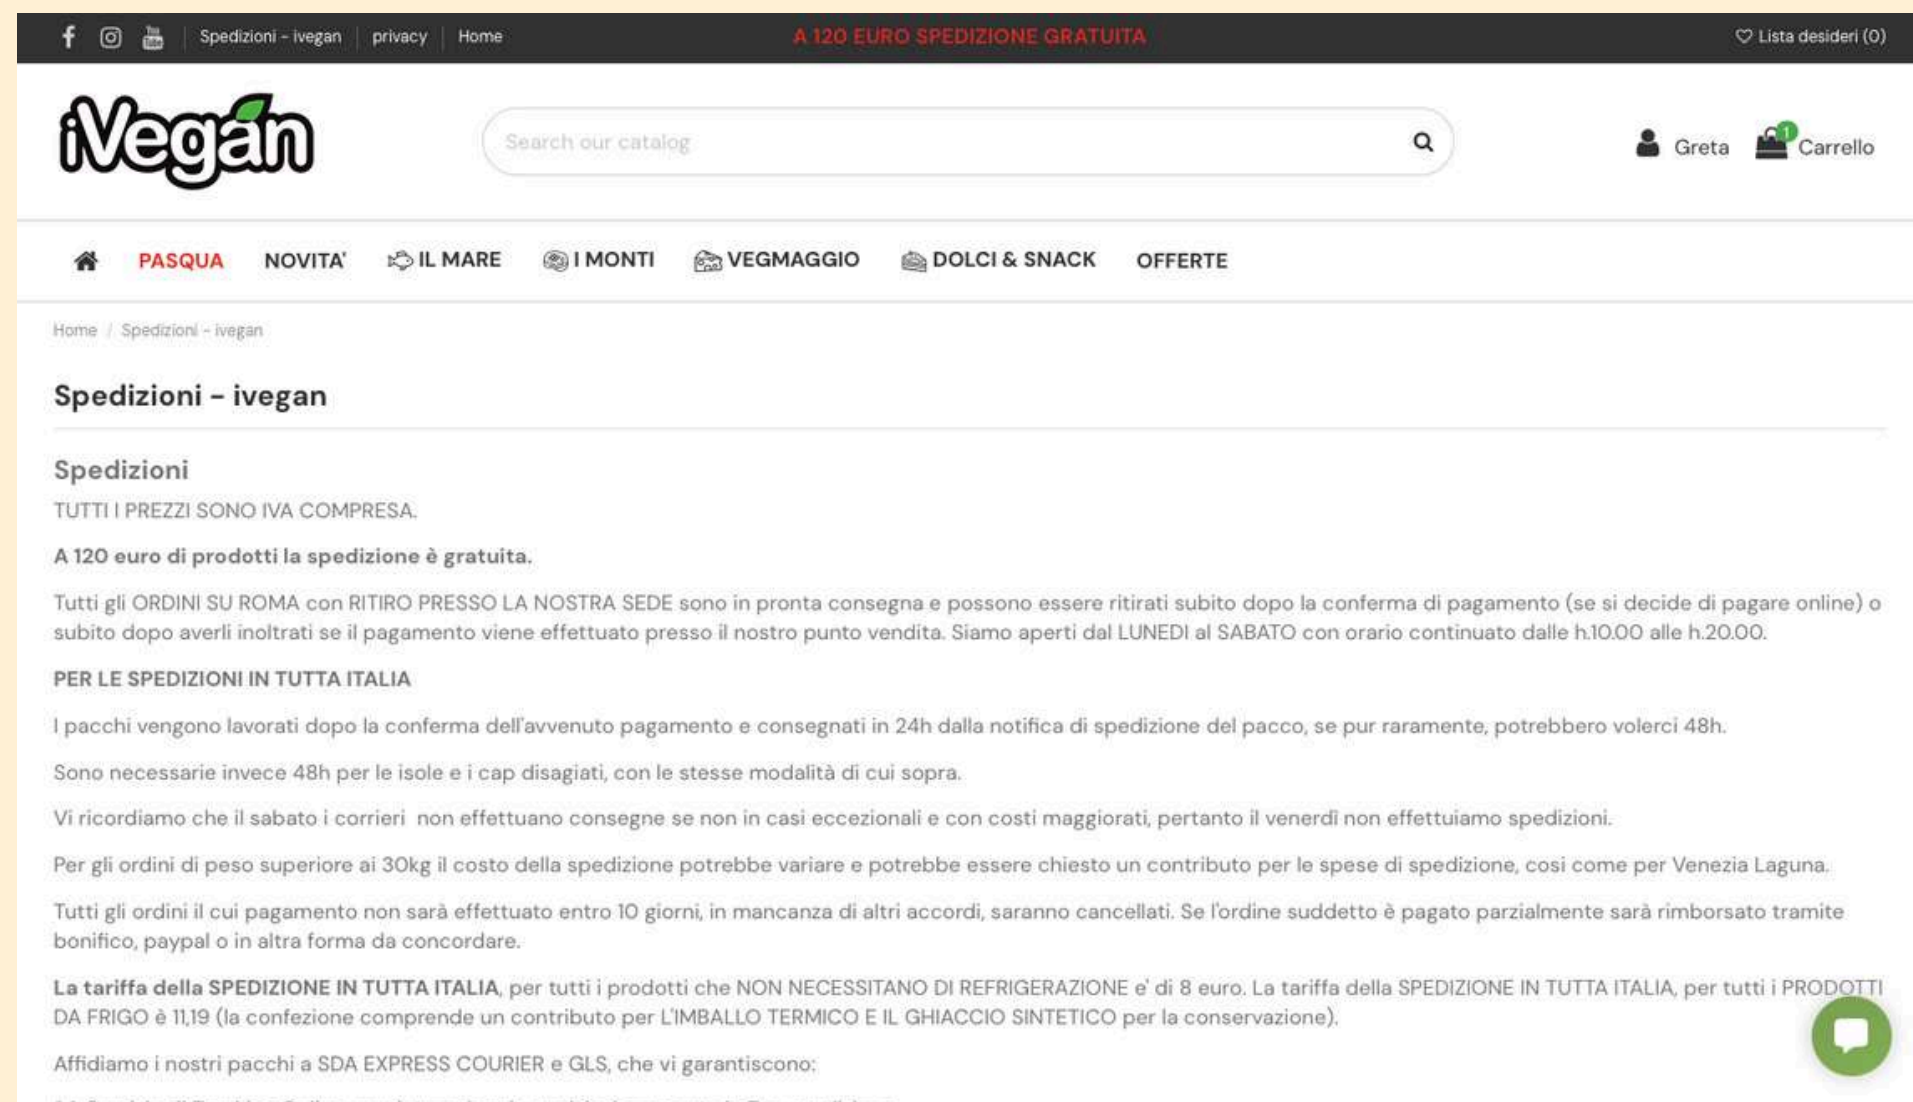 Spedizioni - ivegan privacy Home A 120 EURO SPEDIZIONE GRATUITA Lista desideri (0)
iVegan Search our catalog Greta 1 Carrello
PASQUA NOVITA' IL MARE I MONTI VEGMAGGIO DOLCI & SNACK OFFERTE
Home / Spedizioni - ivegan
Spedizioni - ivegan
Spedizioni
TUTTI I PREZZI SONO IVA COMPRESA.
A 120 euro di prodotti la spedizione è gratuita.
Tutti gli ORDINI SU ROMA con RITIRO PRESSO LA NOSTRA SEDE sono in pronta consegna e possono essere ritirati subito dopo la conferma di pagamento (se si decide di pagare online) o
subito dopo averli inoltrati se il pagamento viene effettuato presso il nostro punto vendita. Siamo aperti dal LUNEDI al SABATO con orario continuato dalle h.10.00 alle h.20.00.
PER LE SPEDIZIONI IN TUTTA ITALIA
I pacchi vengono lavorati dopo la conferma dell'avvenuto pagamento e consegnati in 24h dalla notifica di spedizione del pacco, se pur raramente, potrebbero volerci 48h.
Sono necessarie invece 48h per le isole e i cap disagiati, con le stesse modalità di cui sopra.
Vi ricordiamo che il sabato i corrieri non effettuano consegne se non in casi eccezionali e con costi maggiorati, pertanto il venerdì non effettuiamo spedizioni.
Per gli ordini di peso superiore ai 30kg il costo della spedizione potrebbe variare e potrebbe essere chiesto un contributo per le spese di spedizione, cosi come per Venezia Laguna.
Tutti gli ordini il cui pagamento non sarà effettuato entro 10 giorni, in mancanza di altri accordi, saranno cancellati. Se l'ordine suddetto è pagato parzialmente sarà rimborsato tramite
bonifico, paypal o in altra forma da concordare.
La tariffa della SPEDIZIONE IN TUTTA ITALIA, per tutti i prodotti che NON NECESSITANO DI REFRIGERAZIONE e' di 8 euro. La tariffa della SPEDIZIONE IN TUTTA ITALIA, per tutti i PRODOTTI
DA FRIGO è 11,19 (la confezione comprende un contributo per L'IMBALLO TERMICO E IL GHIACCIO SINTETICO per la conservazione).
Affidiamo i nostri pacchi a SDA EXPRESS COURIER e GLS, che vi garantiscono: